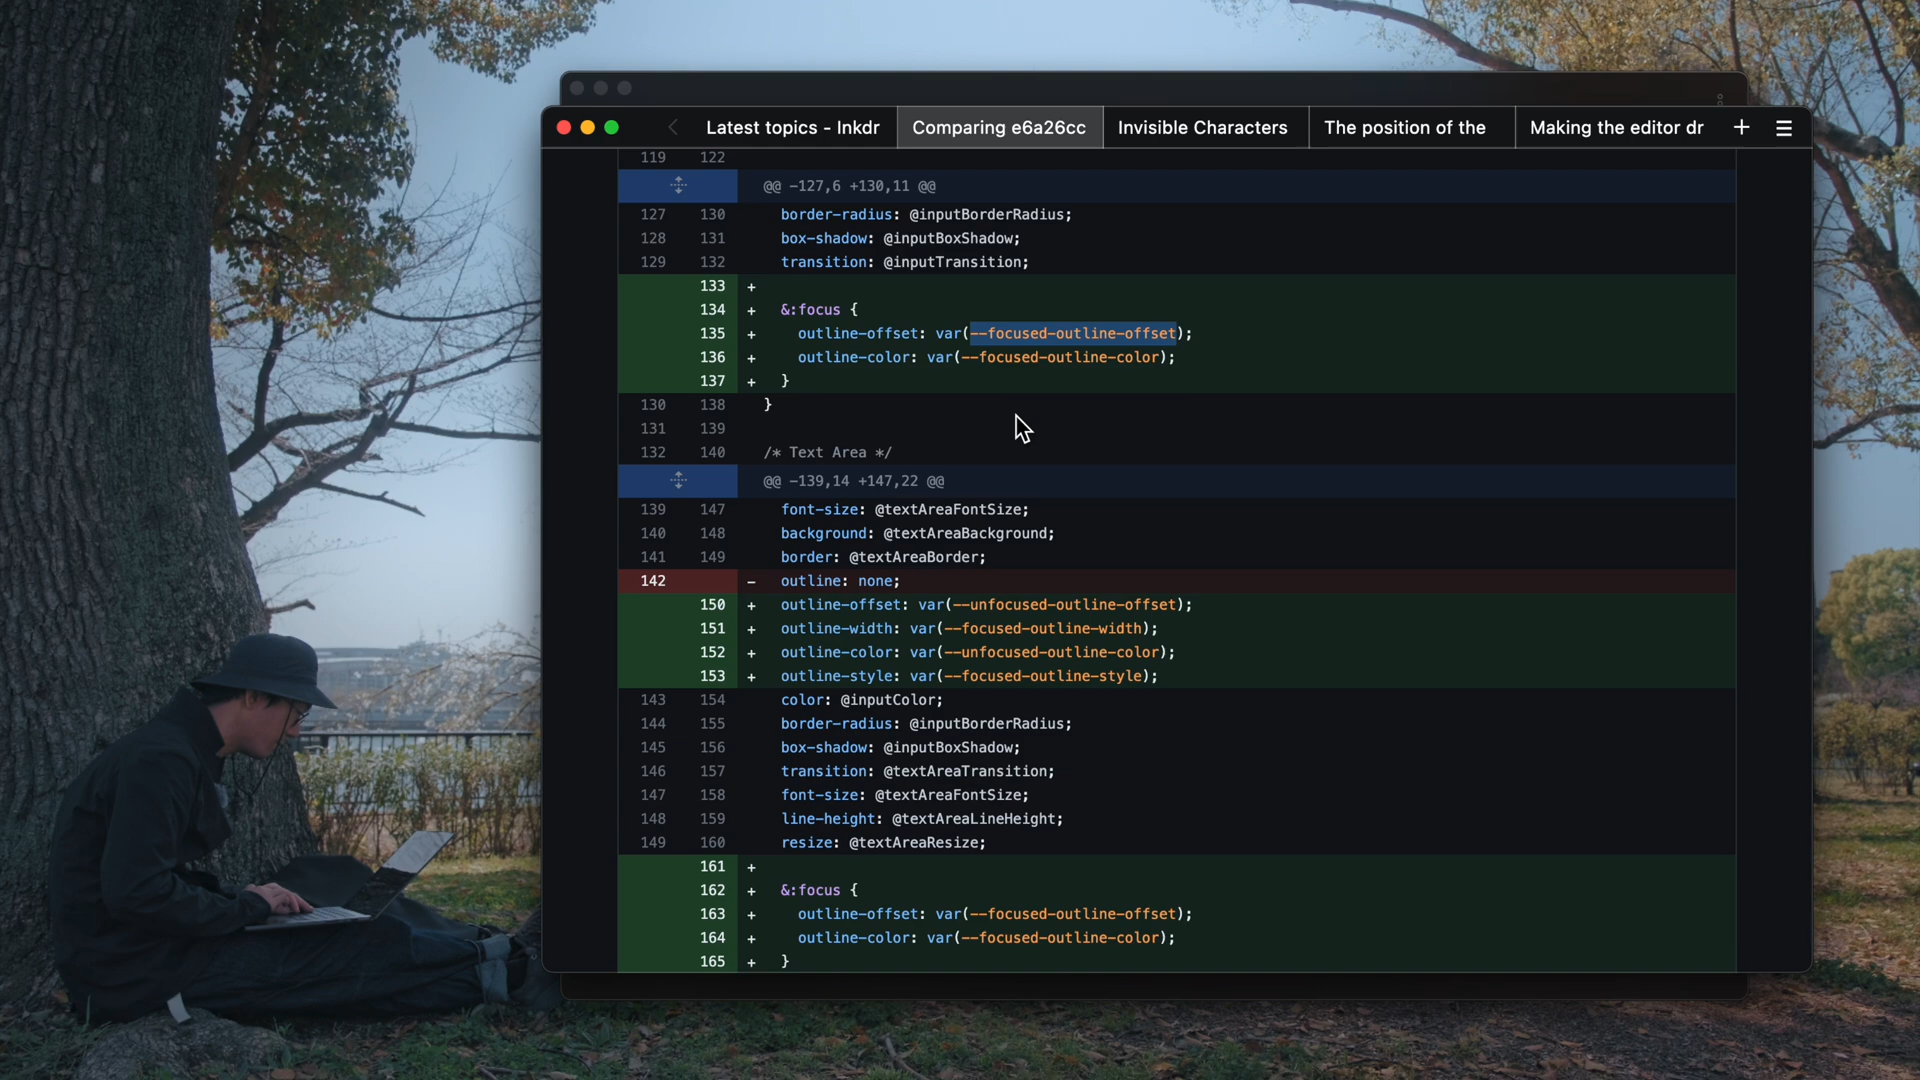 Latest topics - Inkdr
Comparing e6a26cc
Invisible Characters
The position of the
Making the editor dr
119 122
@@ -127,6 +130,11 @@
127 130 border-radius: @inputBorderRadius;
128 131 box-shadow: @inputBoxShadow;
129 132 transition: @inputTransition;
133 +
134 + &:focus {
135 + outline-offset: var(--focused-outline-offset);
136 + outline-color: var(--focused-outline-color);
137 + }
130 138 }
131 139
132 140 /* Text Area */
@@ -139,14 +147,22 @@
139 147 font-size: @textAreaFontSize;
140 148 background: @textAreaBackground;
141 149 border: @textAreaBorder;
142 - outline: none;
150 + outline-offset: var(--unfocused-outline-offset);
151 + outline-width: var(--focused-outline-width);
152 + outline-color: var(--unfocused-outline-color);
153 + outline-style: var(--focused-outline-style);
143 154 color: @inputColor;
144 155 border-radius: @inputBorderRadius;
145 156 box-shadow: @inputBoxShadow;
146 157 transition: @textAreaTransition;
147 158 font-size: @textAreaFontSize;
148 159 line-height: @textAreaLineHeight;
149 160 resize: @textAreaResize;
161 +
162 + &:focus {
163 + outline-offset: var(--focused-outline-offset);
164 + outline-color: var(--focused-outline-color);
165 + }